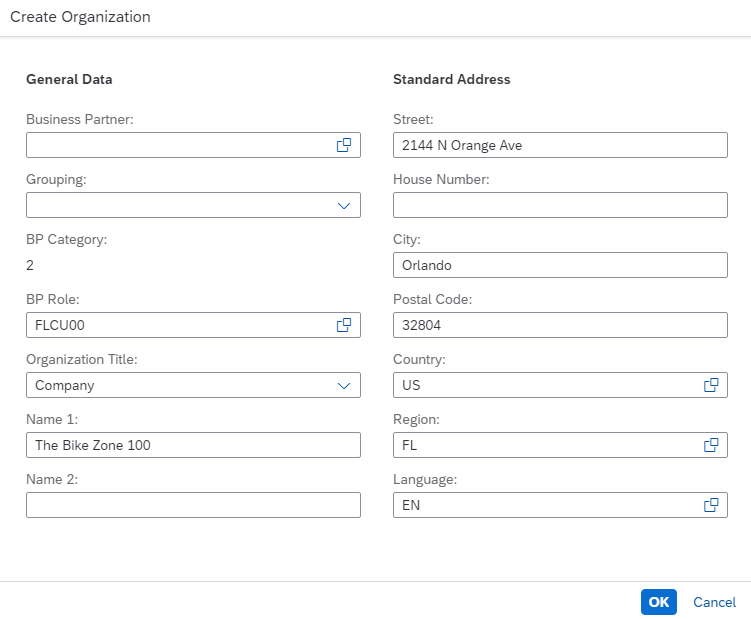 Create Organization
General Data
Business Partner:
Grouping:
BP Category:
2
BP Role:
FLCU00
Organization Title:
Company
Name 1:
The Bike Zone 100
Name 2:
Standard Address
Street:
2144 N Orange Ave
House Number:
City:
Orlando
Postal Code:
32804
Country:
US
Region:
FL
Language:
EN
OK
Cancel